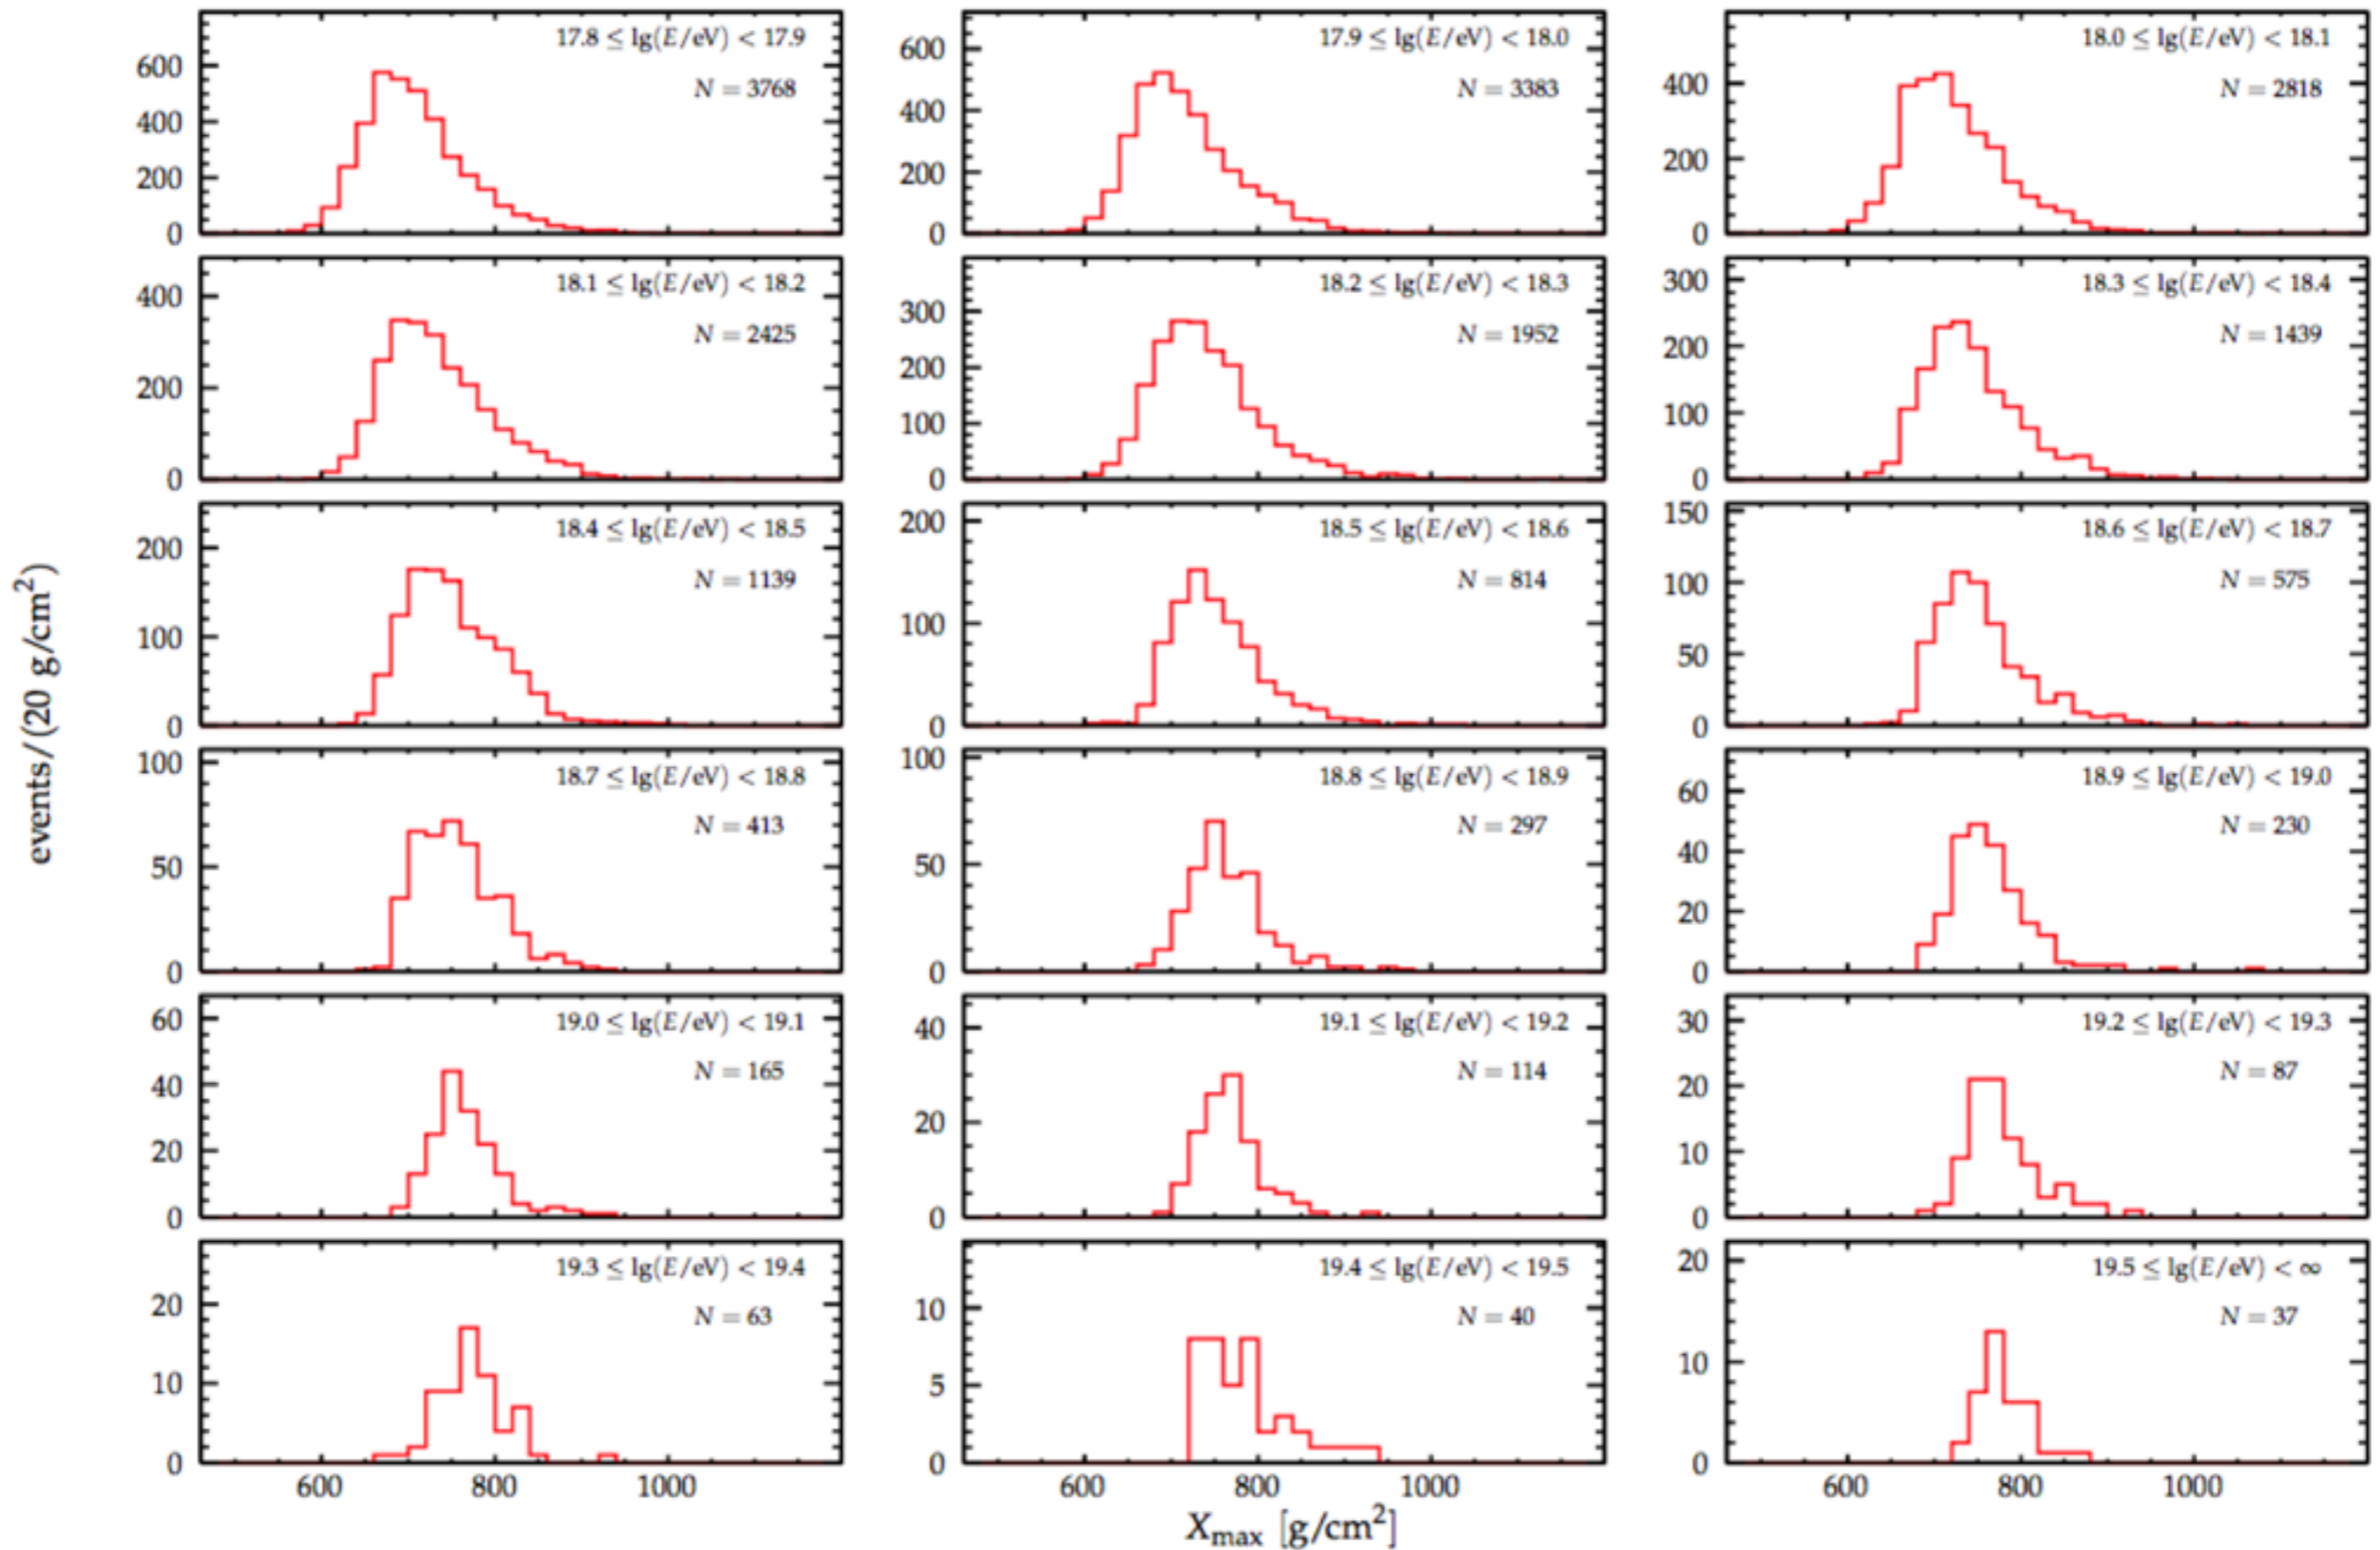 17.8 ≤ lg(E/eV) < 17.9
N = 3768
600
400
200
0
17.9 ≤ lg(E/eV) < 18.0
N = 3383
600
400
200
0
18.0 ≤ lg(E/eV) < 18.1
N = 2818
400
200
0
18.1 ≤ lg(E/eV) < 18.2
N = 2425
400
200
0
18.2 ≤ lg(E/eV) < 18.3
N = 1952
300
200
100
0
18.3 ≤ lg(E/eV) < 18.4
N = 1439
300
200
100
0
18.4 ≤ lg(E/eV) < 18.5
N = 1139
200
100
0
18.5 ≤ lg(E/eV) < 18.6
N = 814
200
100
0
18.6 ≤ lg(E/eV) < 18.7
N = 575
150
100
50
0
events/(20 g/cm²)
18.7 ≤ lg(E/eV) < 18.8
N = 413
100
50
0
18.8 ≤ lg(E/eV) < 18.9
N = 297
100
50
0
18.9 ≤ lg(E/eV) < 19.0
N = 230
60
40
20
0
19.0 ≤ lg(E/eV) < 19.1
N = 165
60
40
20
0
19.1 ≤ lg(E/eV) < 19.2
N = 114
40
20
0
19.2 ≤ lg(E/eV) < 19.3
N = 87
30
20
10
0
19.3 ≤ lg(E/eV) < 19.4
N = 63
20
10
0
19.4 ≤ lg(E/eV) < 19.5
N = 40
10
5
0
19.5 ≤ lg(E/eV) < ∞
N = 37
20
10
0
600 800 1000
600 800 1000
600 800 1000
Xmax [g/cm²]